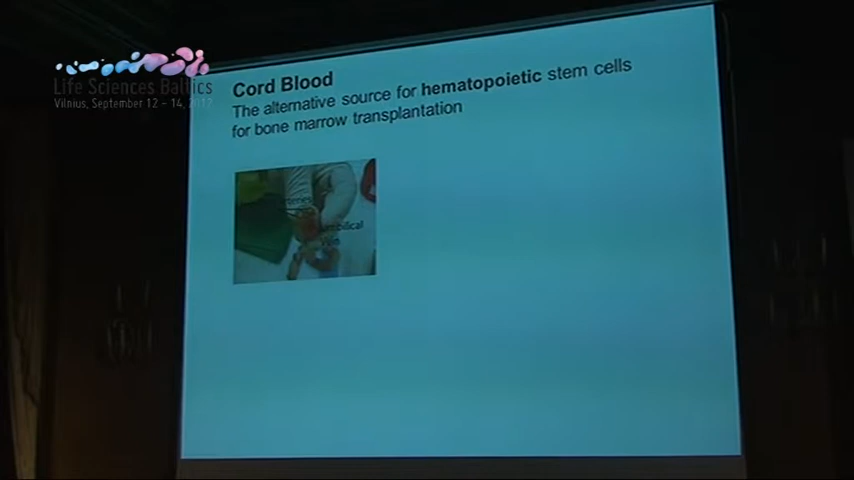 Life Sciences Baltics
Vilnius, September 12 - 14, 2012
Cord Blood
The alternative source for hematopoietic stem cells
for bone marrow transplantation